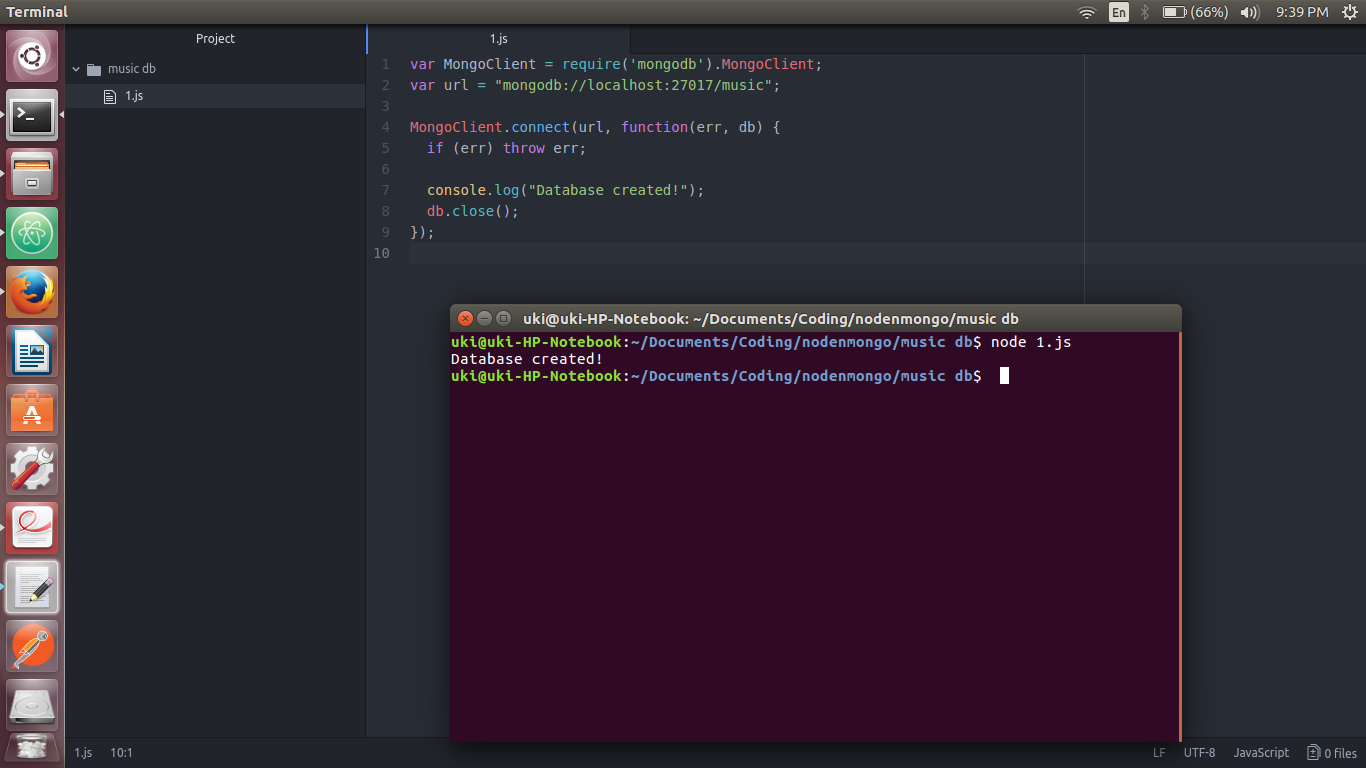 Terminal
En
(66%)
9:39 PM
Project
music db
1.js
1.js
1 var MongoClient = require('mongodb').MongoClient;
2 var url = "mongodb://localhost:27017/music";
3
4 MongoClient.connect(url, function(err, db) {
5   if (err) throw err;
6
7   console.log("Database created!");
8   db.close();
9 });
10
uki@uki-HP-Notebook: ~/Documents/Coding/nodenmongo/music db
uki@uki-HP-Notebook:~/Documents/Coding/nodenmongo/music db$ node 1.js
Database created!
uki@uki-HP-Notebook:~/Documents/Coding/nodenmongo/music db$
1.js 10:1
LF UTF-8 JavaScript 0 files